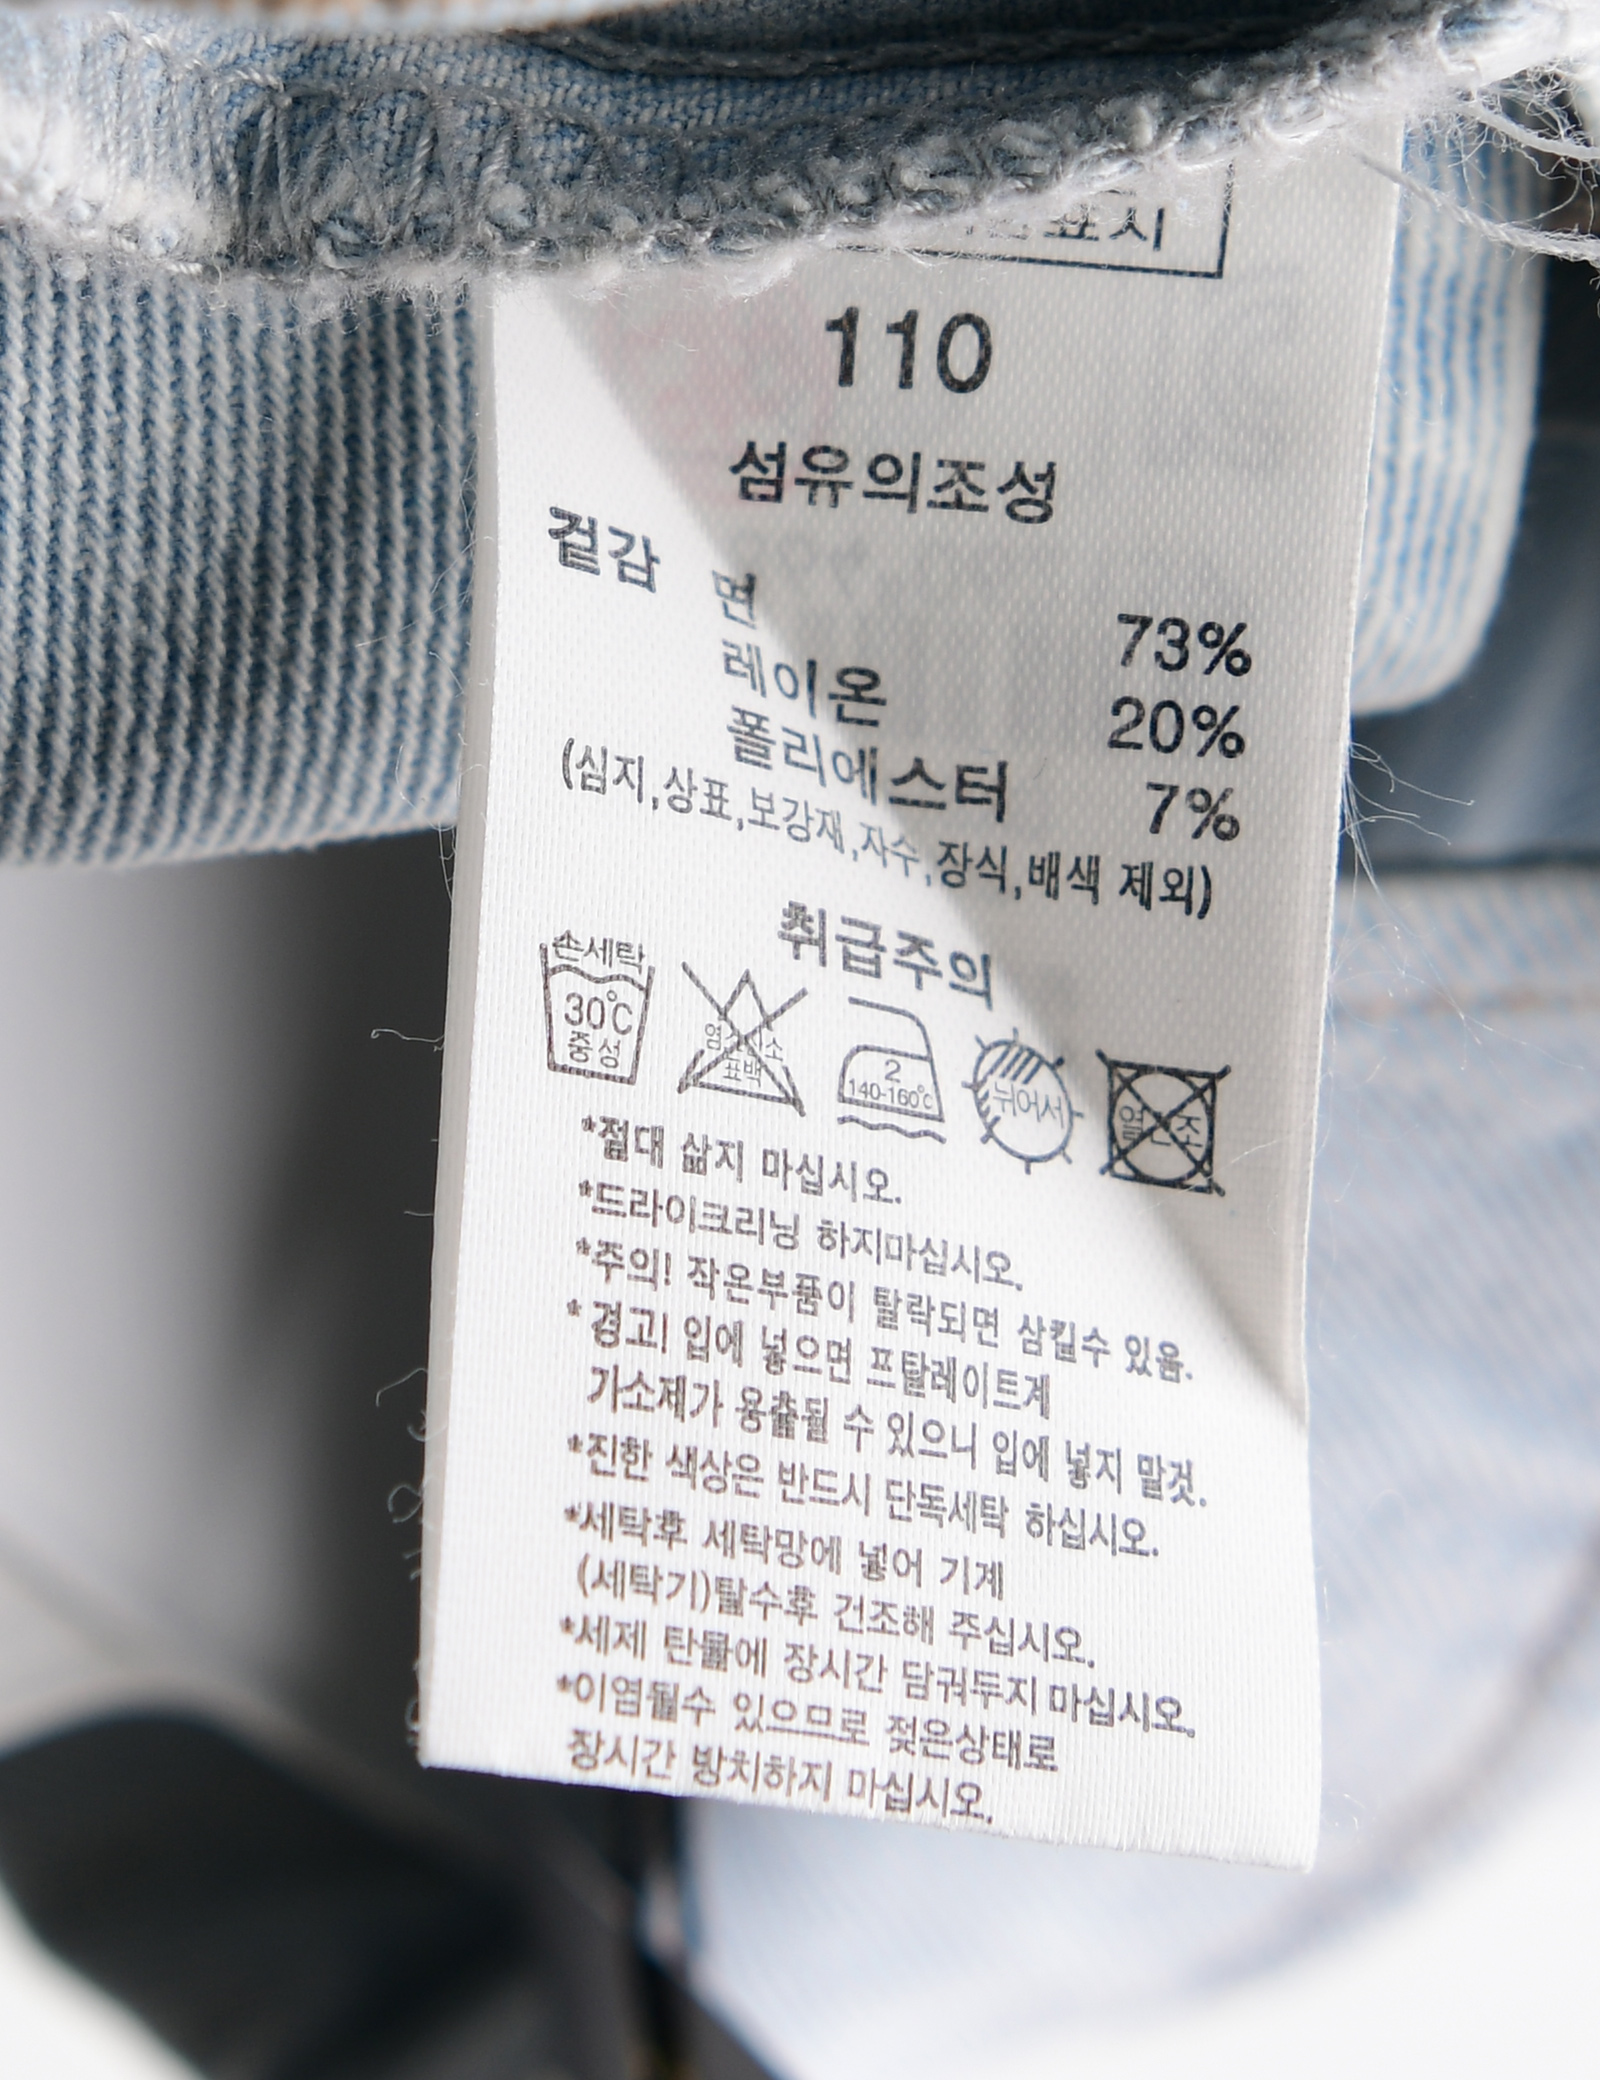 표시
110
섬유의조성
겉감
면 73%
레이온 20%
폴리에스터 7%
(심지,상표,보강재,자수,장식,배색 제외)
취급주의
손세탁
30℃
중성
염소
표백
2
140-160℃
뉘어서
열건조
*절대 삶지 마십시오.
*드라이크리닝 하지마십시오.
*주의! 작은부품이 탈락되면 삼킬수 있음.
*경고! 입에 넣으면 프탈레이트계
가소제가 용출될 수 있으니 입에 넣지 말것.
*진한 색상은 반드시 단독세탁 하십시오.
*세탁후 세탁망에 넣어 기계
(세탁기)탈수후 건조해 주십시오.
*세제 탄물에 장시간 담궈두지 마십시오.
*이염될수 있으므로 젖은상태로
장시간 방치하지 마십시오.